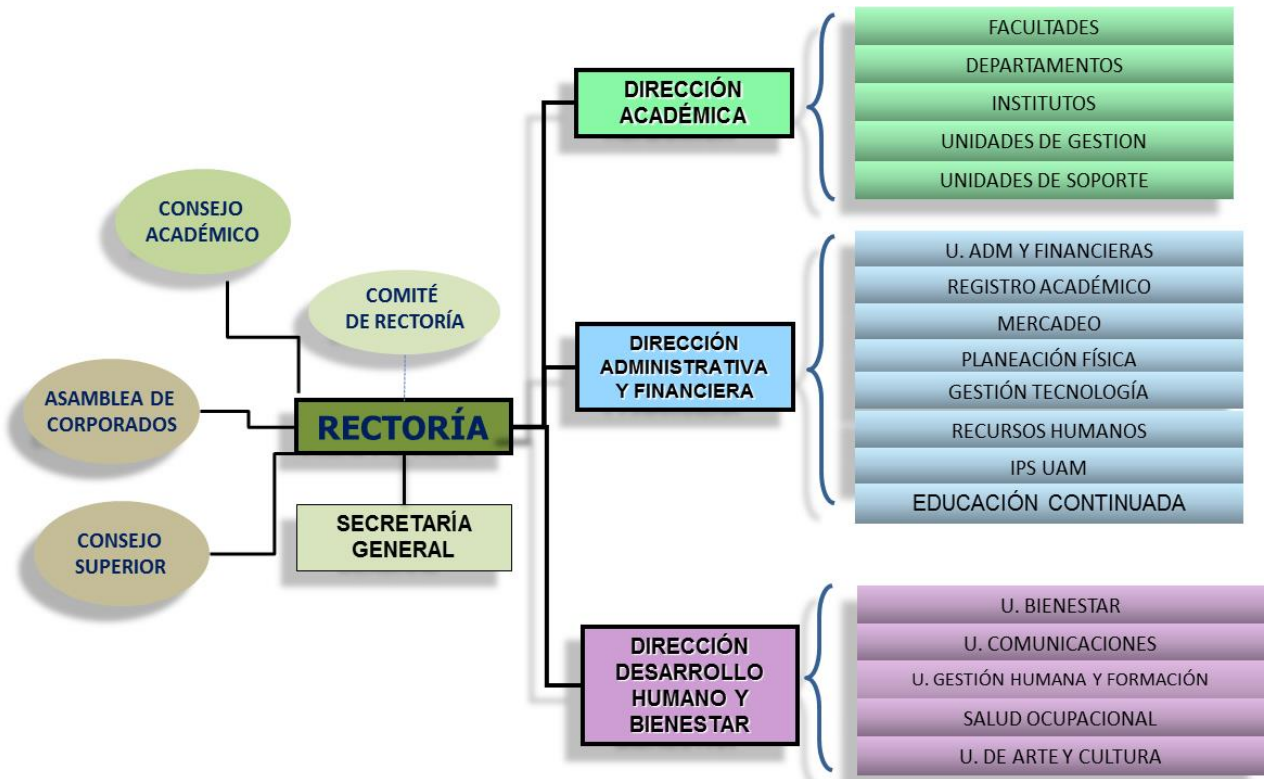 CONSEJO
ACADÉMICO
COMITÉ
DE RECTORÍA
ASAMBLEA DE
CORPORADOS
RECTORÍA
CONSEJO
SUPERIOR
SECRETARÍA
GENERAL
DIRECCIÓN
ACADÉMICA
FACULTADES
DEPARTAMENTOS
INSTITUTOS
UNIDADES DE GESTION
UNIDADES DE SOPORTE
DIRECCIÓN
ADMINISTRATIVA
Y FINANCIERA
U. ADM Y FINANCIERAS
REGISTRO ACADÉMICO
MERCADEO
PLANEACIÓN FÍSICA
GESTIÓN TECNOLOGÍA
RECURSOS HUMANOS
IPS UAM
EDUCACIÓN CONTINUADA
DIRECCIÓN
DESARROLLO
HUMANO Y
BIENESTAR
U. BIENESTAR
U. COMUNICACIONES
U. GESTIÓN HUMANA Y FORMACIÓN
SALUD OCUPACIONAL
U. DE ARTE Y CULTURA